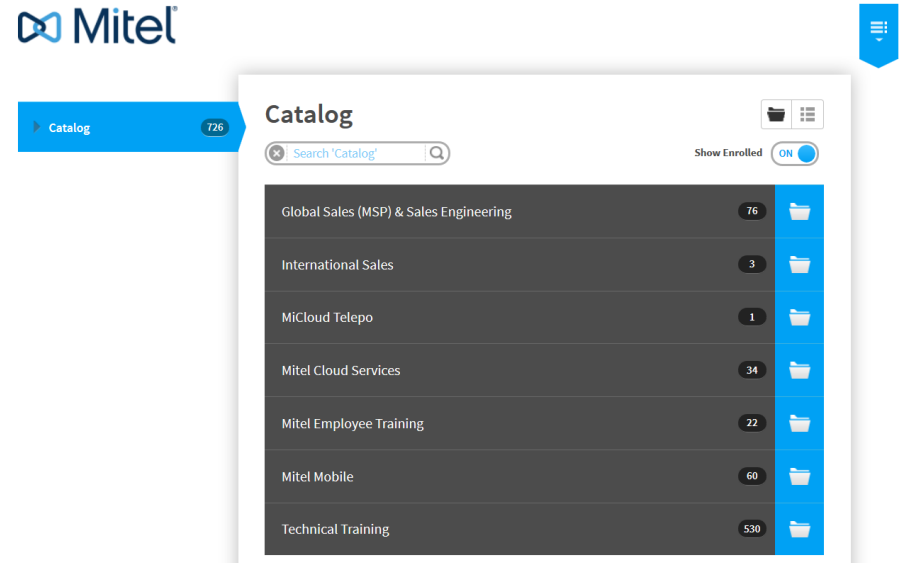 Mitel
Catalog 726
Catalog
Search 'Catalog'
Show Enrolled ON
Global Sales (MSP) & Sales Engineering 76
International Sales 3
MiCloud Telepo 1
Mitel Cloud Services 34
Mitel Employee Training 22
Mitel Mobile 60
Technical Training 530